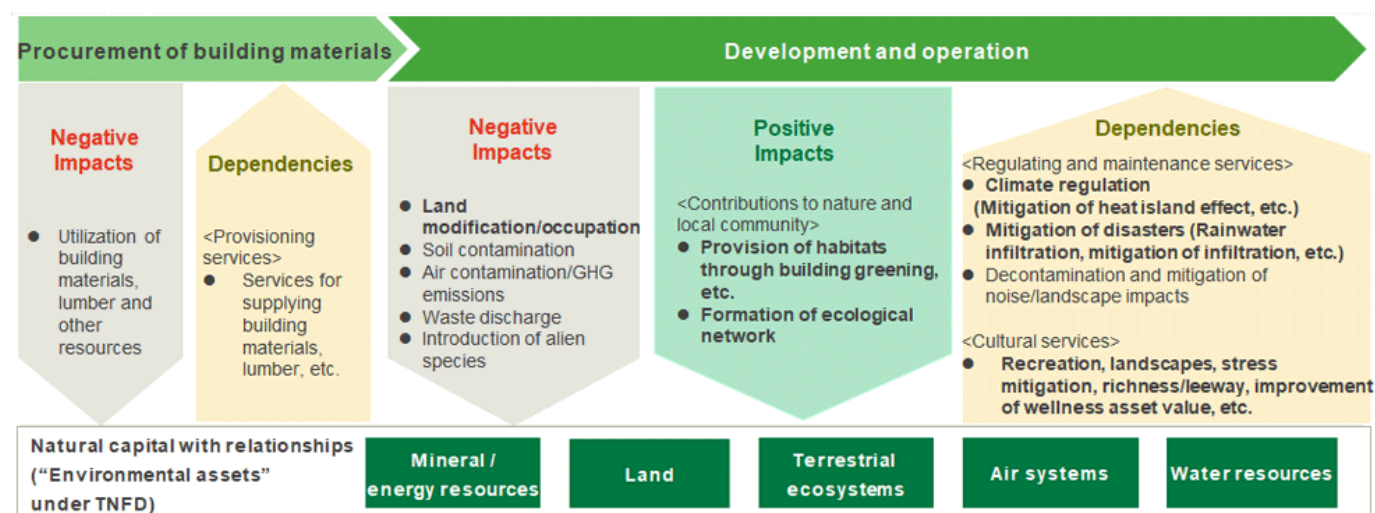 Procurement of building materials
Development and operation
Negative
Impacts
● Utilization of
building
materials,
lumber and
other
resources
Dependencies
<Provisioning
services>
● Services for
supplying
building
materials,
lumber, etc.
Negative
Impacts
● Land
modification/occupation
● Soil contamination
● Air contamination/GHG
emissions
● Waste discharge
● Introduction of alien
species
Positive
Impacts
<Contributions to nature and
local community>
● Provision of habitats
through building greening,
etc.
● Formation of ecological
network
Dependencies
<Regulating and maintenance services>
● Climate regulation
(Mitigation of heat island effect, etc.)
● Mitigation of disasters (Rainwater
infiltration, mitigation of infiltration, etc.)
● Decontamination and mitigation of
noise/landscape impacts
<Cultural services>
● Recreation, landscapes, stress
mitigation, richness/leeway, improvement
of wellness asset value, etc.
Natural capital with relationships
(“Environmental assets”
under TNFD)
Mineral /
energy resources
Land
Terrestrial
ecosystems
Air systems
Water resources